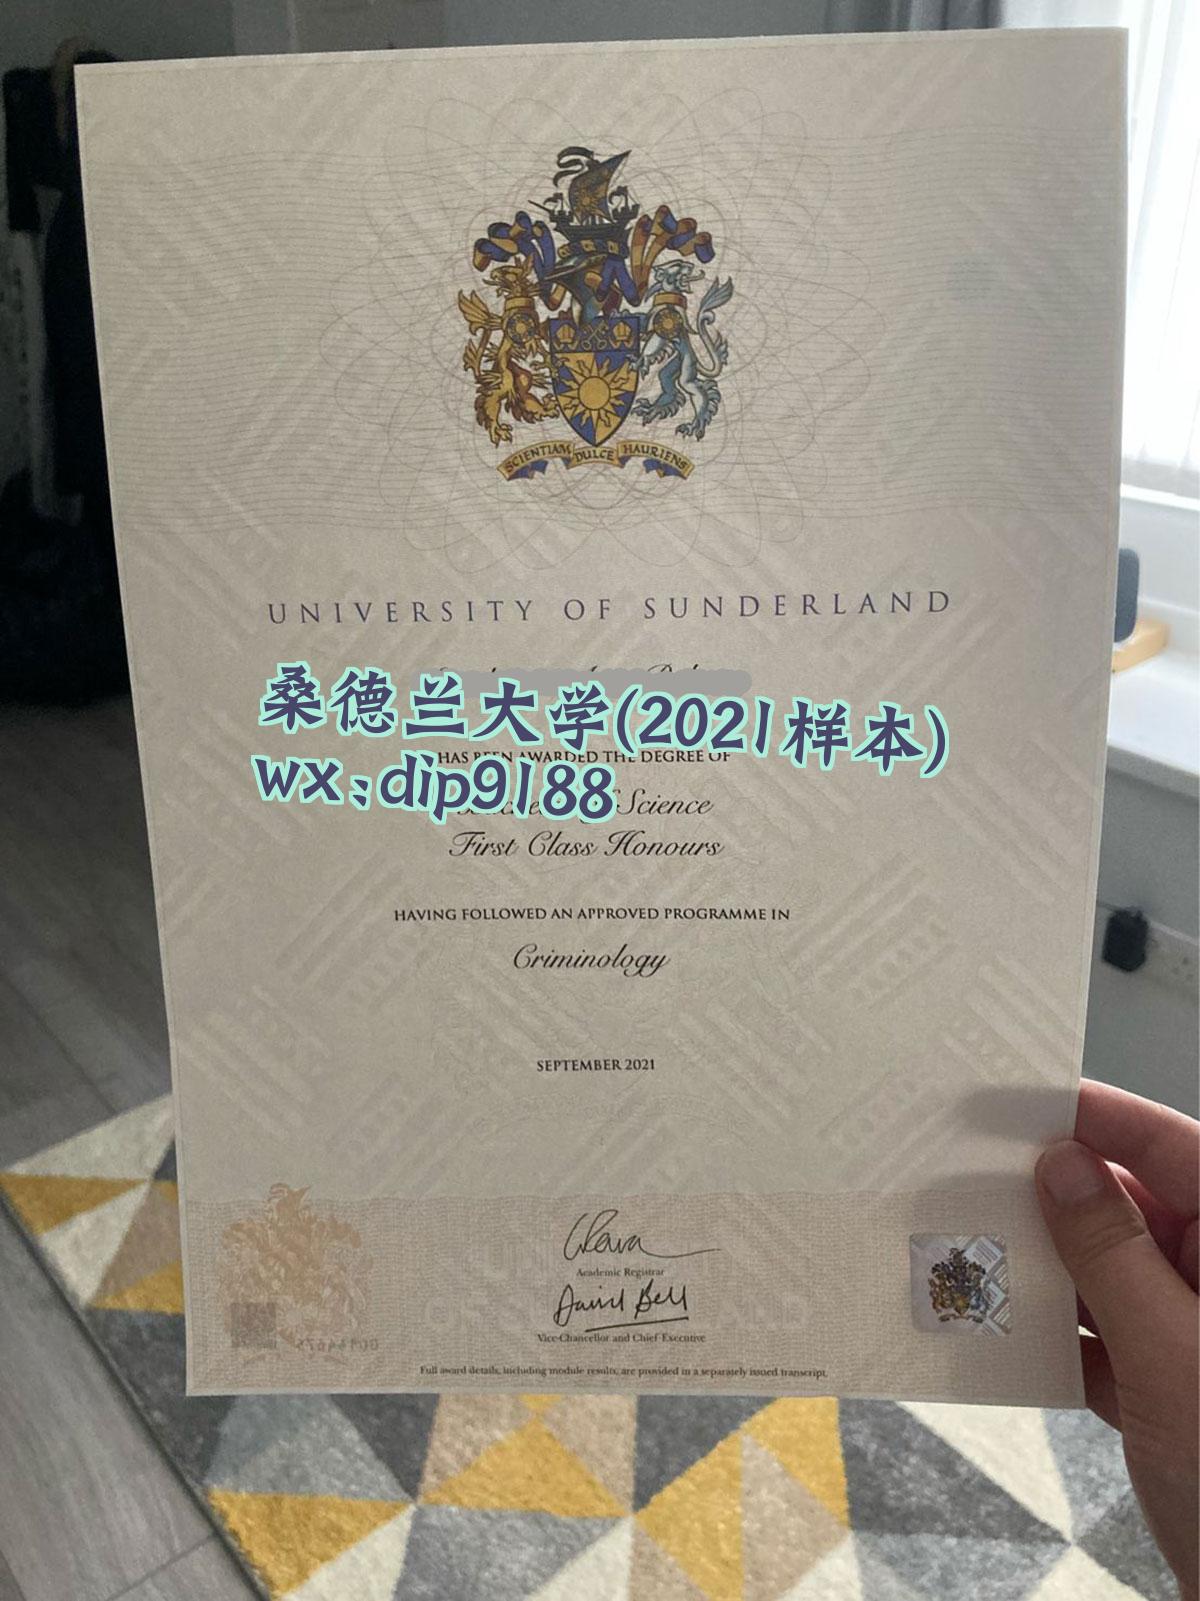 SCIENTIAM DULCE HAURIENS
UNIVERSITY OF SUNDERLAND
桑德兰大学(2021样本)
HAS BEEN AWARDED THE DEGREE OF
wx:dip9188
Science
First Class Honours
HAVING FOLLOWED AN APPROVED PROGRAMME IN
Criminology
SEPTEMBER 2021
Academic Registrar
David Bell
Vice-Chancellor and Chief Executive
Full award details, including module results, are provided in a separately issued transcript.